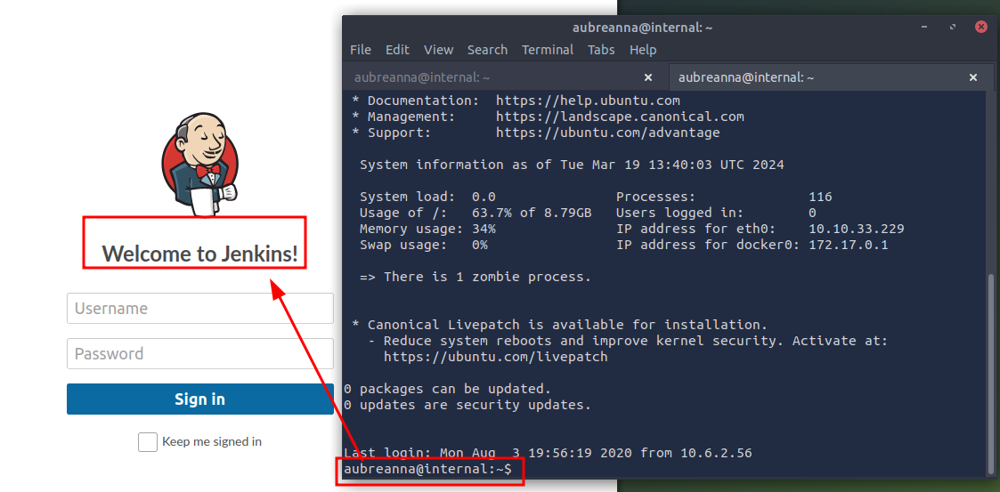 Welcome to Jenkins!
Username
Password
Sign in
Keep me signed in
aubreanna@internal: ~
File Edit View Search Terminal Tabs Help
aubreanna@internal: ~ × aubreanna@internal: ~ ×
* Documentation:  https://help.ubuntu.com
* Management:     https://landscape.canonical.com
* Support:        https://ubuntu.com/advantage
System information as of Tue Mar 19 13:40:03 UTC 2024
System load:  0.0               Processes:              116
Usage of /:   63.7% of 8.79GB   Users logged in:        0
Memory usage: 34%               IP address for eth0:    10.10.33.229
Swap usage:   0%                IP address for docker0: 172.17.0.1
=> There is 1 zombie process.
* Canonical Livepatch is available for installation.
- Reduce system reboots and improve kernel security. Activate at:
https://ubuntu.com/livepatch
0 packages can be updated.
0 updates are security updates.
Last login: Mon Aug  3 19:56:19 2020 from 10.6.2.56
aubreanna@internal:~$